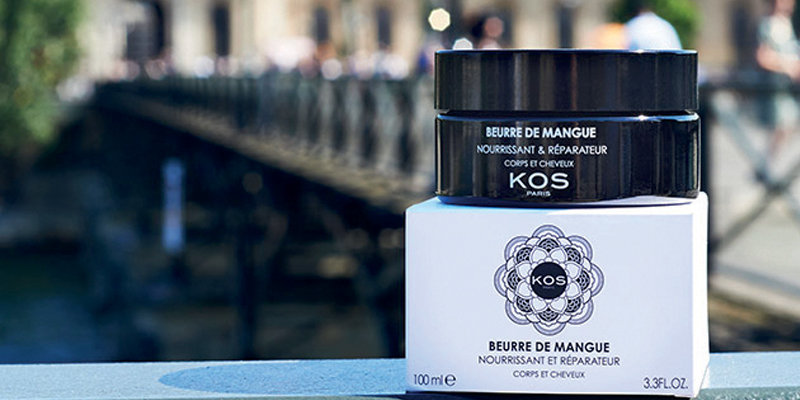 BEURRE DE MANGUE
NOURRISSANT & RÉPARATEUR
CORPS ET CHEVEUX
KOS
PARIS
KOS
PARIS
BEURRE DE MANGUE
NOURRISSANT ET RÉPARATEUR
CORPS ET CHEVEUX
100 ml ℮ 3.3FL.OZ.